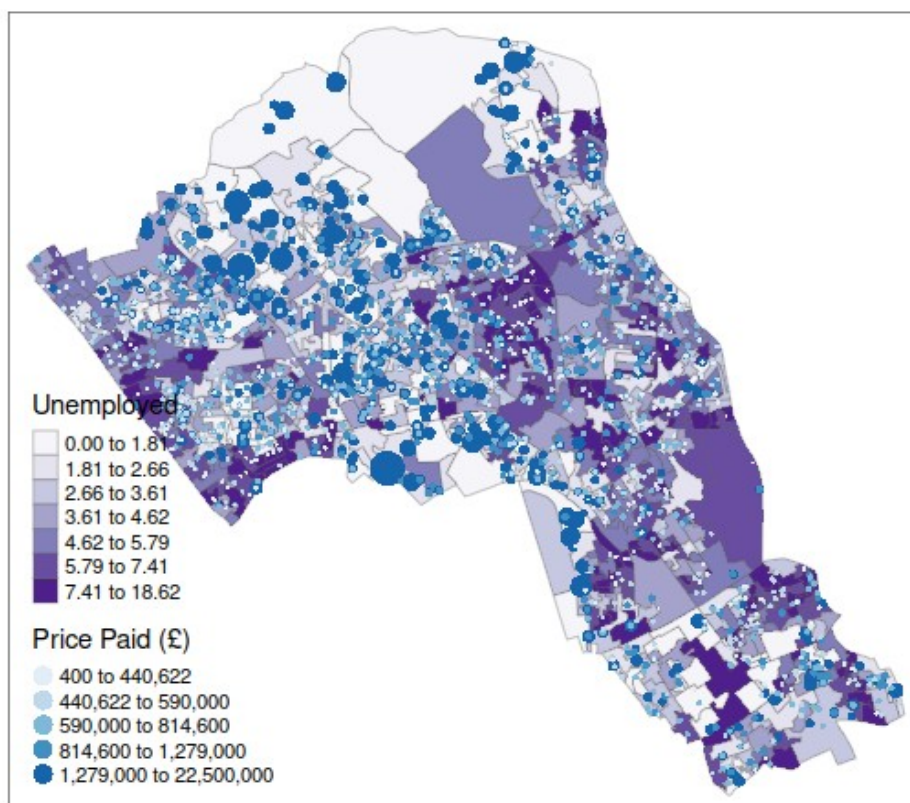 Unemployed
0.00 to 1.81
1.81 to 2.66
2.66 to 3.61
3.61 to 4.62
4.62 to 5.79
5.79 to 7.41
7.41 to 18.62
Price Paid (£)
400 to 440,622
440,622 to 590,000
590,000 to 814,600
814,600 to 1,279,000
1,279,000 to 22,500,000